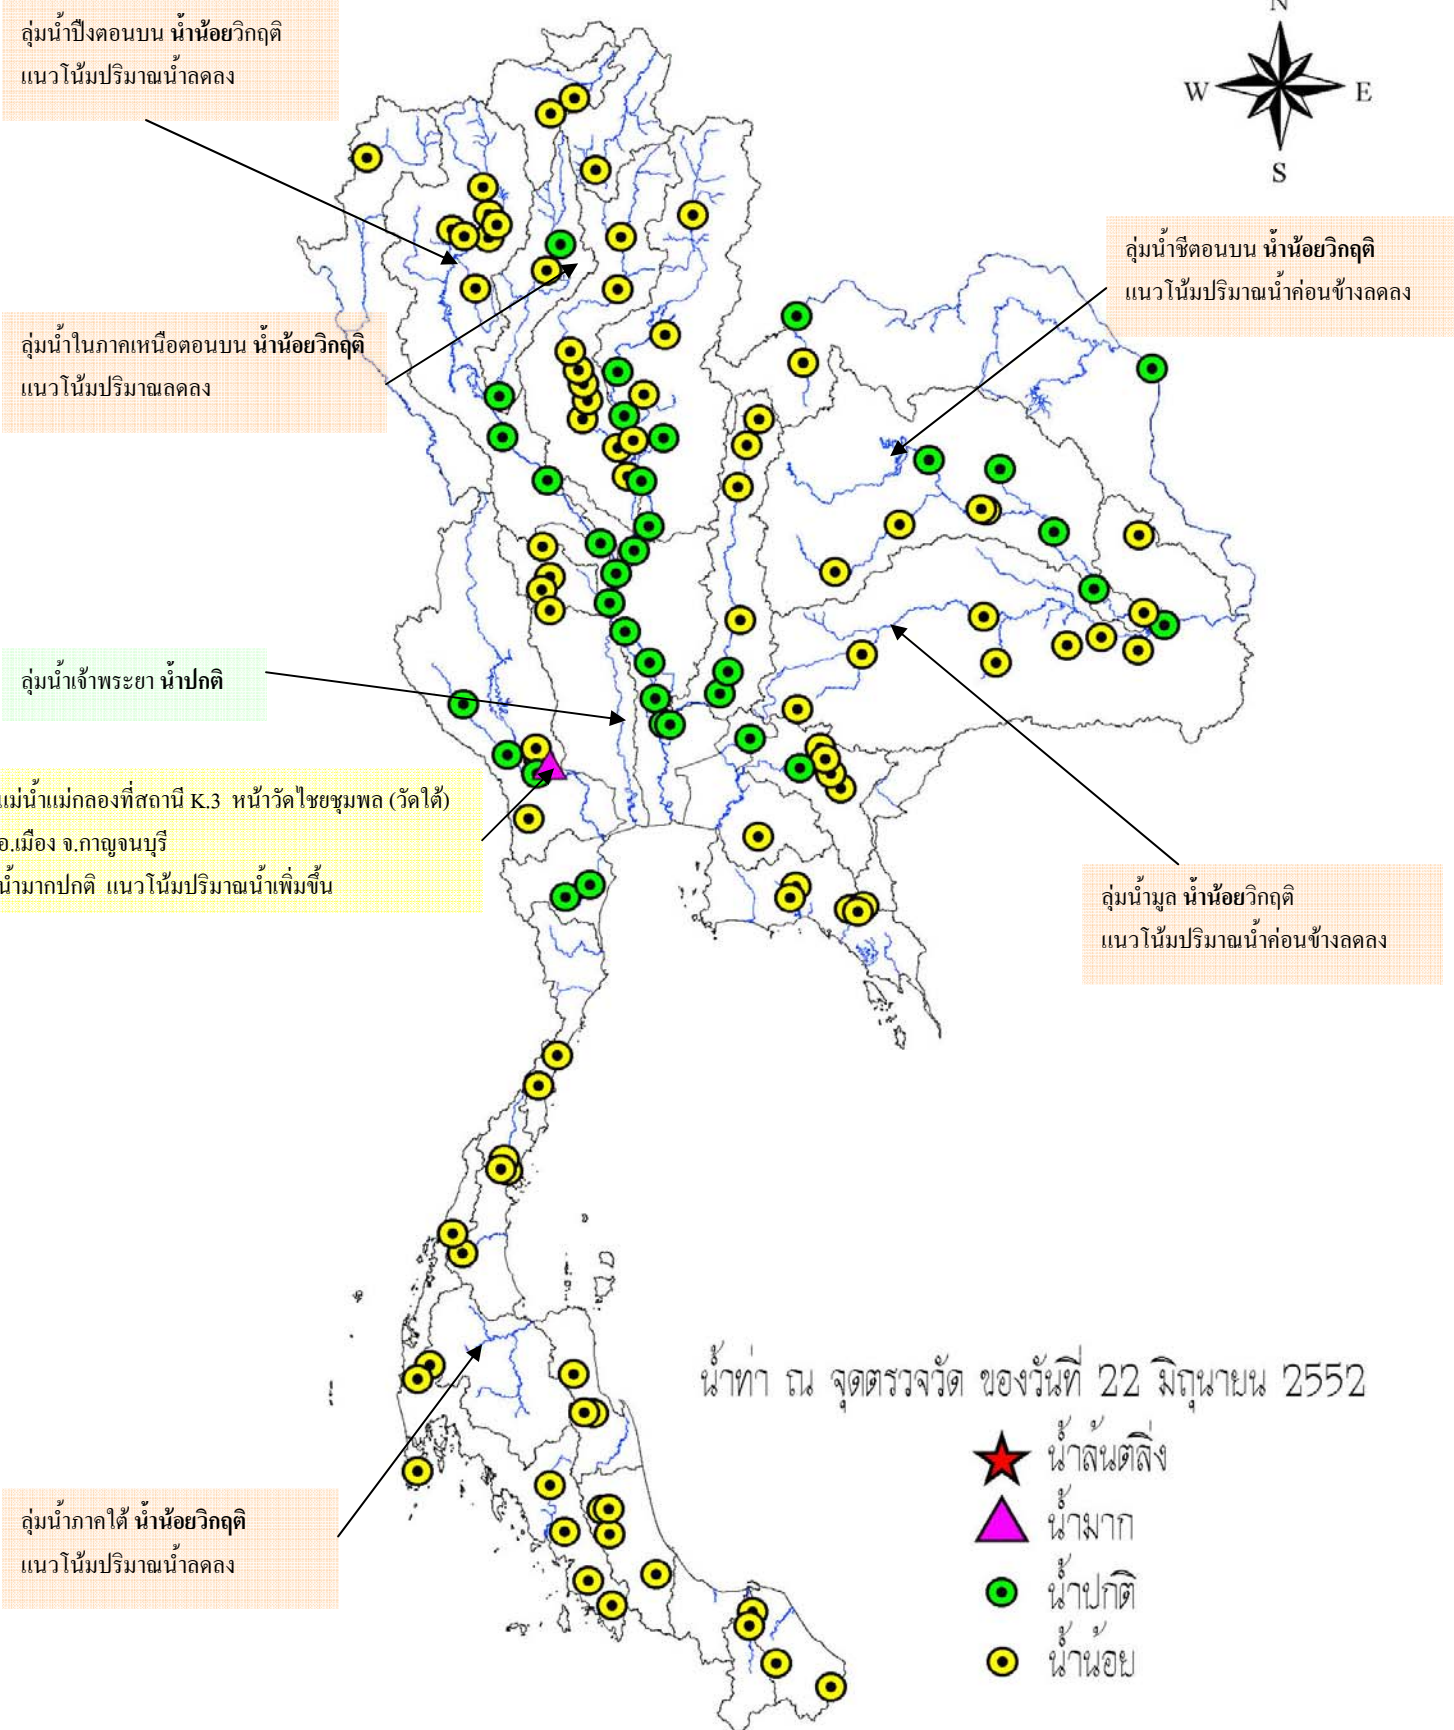 ลุ่มน้ำปิงตอนบน น้ำน้อยวิกฤติ
แนวโน้มปริมาณน้ำลดลง
N
W
E
S
ลุ่มน้ำชีตอนบน น้ำน้อยวิกฤติ
แนวโน้มปริมาณน้ำค่อนข้างลดลง
ลุ่มน้ำในภาคเหนือตอนบน น้ำน้อยวิกฤติ
แนวโน้มปริมาณลดลง
ลุ่มน้ำเจ้าพระยา น้ำปกติ
แม่น้ำแม่กลองที่สถานี K.3 หน้าวัดไชยชุมพล (วัดใต้)
อ.เมือง จ.กาญจนบุรี
น้ำมากปกติ แนวโน้มปริมาณน้ำเพิ่มขึ้น
ลุ่มน้ำมูล น้ำน้อยวิกฤติ
แนวโน้มปริมาณน้ำค่อนข้างลดลง
น้ำท่า ณ จุดตรวจวัด ของวันที่ 22 มิถุนายน 2552
น้ำล้นตลิ่ง
น้ำมาก
น้ำปกติ
น้ำน้อย
ลุ่มน้ำภาคใต้ น้ำน้อยวิกฤติ
แนวโน้มปริมาณน้ำลดลง